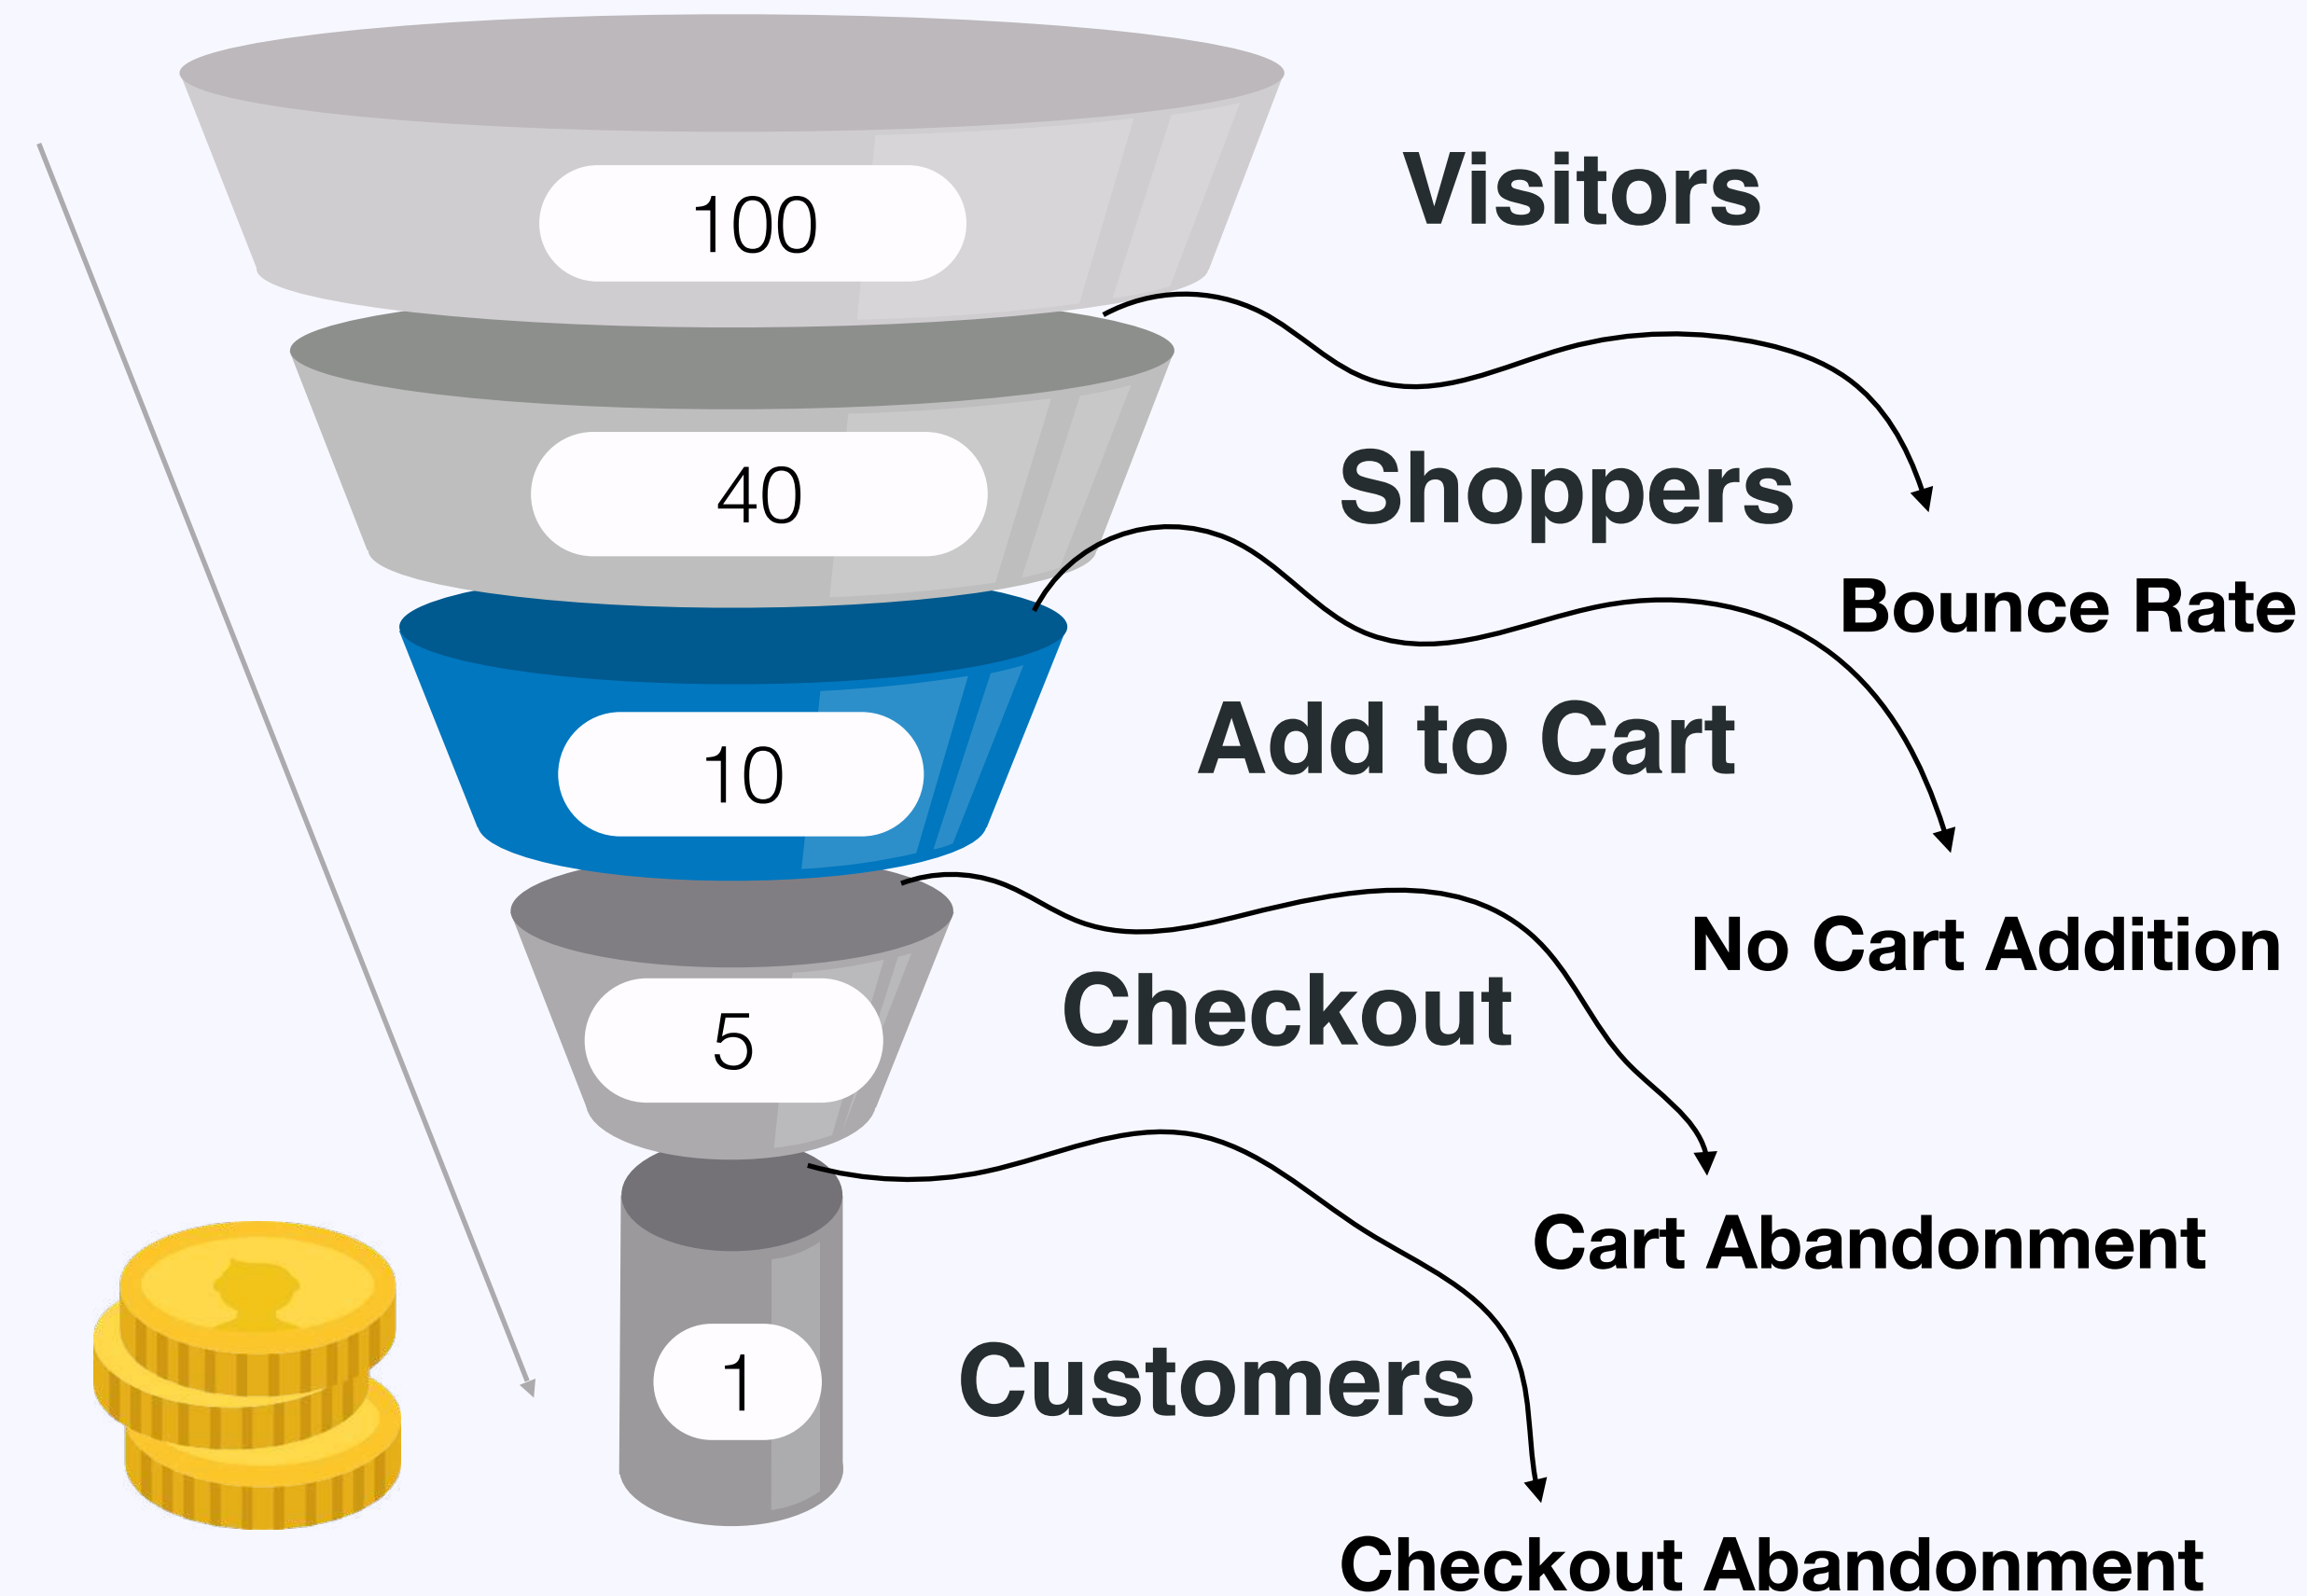 100
Visitors
40
Shoppers
Bounce Rate
10
Add to Cart
No Cart Addition
5
Checkout
Cart Abandonment
1
Customers
Checkout Abandonment